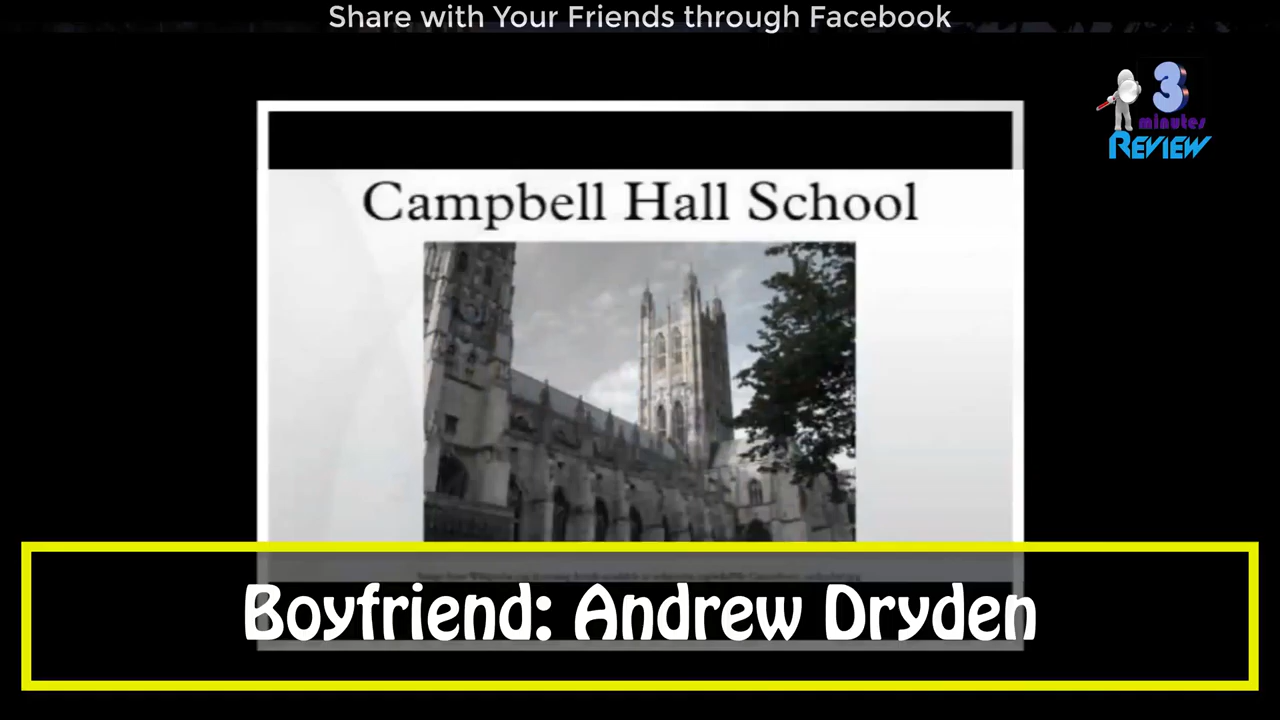 Share with Your Friends through Facebook
3
minutes
Review
Campbell Hall School
Boyfriend: Andrew Dryden